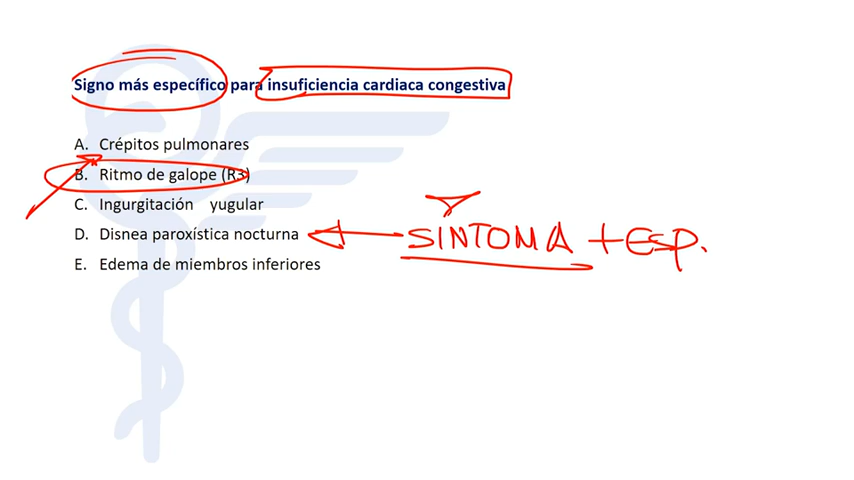 Signo más específico para insuficiencia cardiaca congestiva
A. Crépitos pulmonares
B. Ritmo de galope (R3)
C. Ingurgitación yugular
D. Disnea paroxística nocturna
SINTOMA + ESP.
E. Edema de miembros inferiores